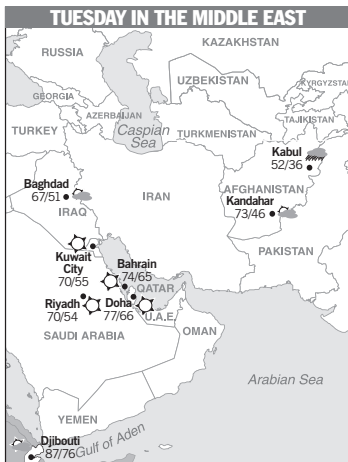 TUESDAY IN THE MIDDLE EAST
KAZAKHSTAN
RUSSIA
UZBEKISTAN
KYRGYZSTAN
GEORGIA
AZERBAIJAN
TAJIKISTAN
TURKEY
Caspian
Sea
TURKMENISTAN
Kabul
52/36
Baghdad
67/51
IRAQ
IRAN
AFGHANISTAN
Kandahar
73/46
PAKISTAN
Kuwait
City
70/55
Bahrain
74/65
QATAR
Riyadh
70/54
Doha
77/66
U.A.E.
SAUDI ARABIA
OMAN
Arabian Sea
YEMEN
Djibouti
87/76
Gulf of Aden